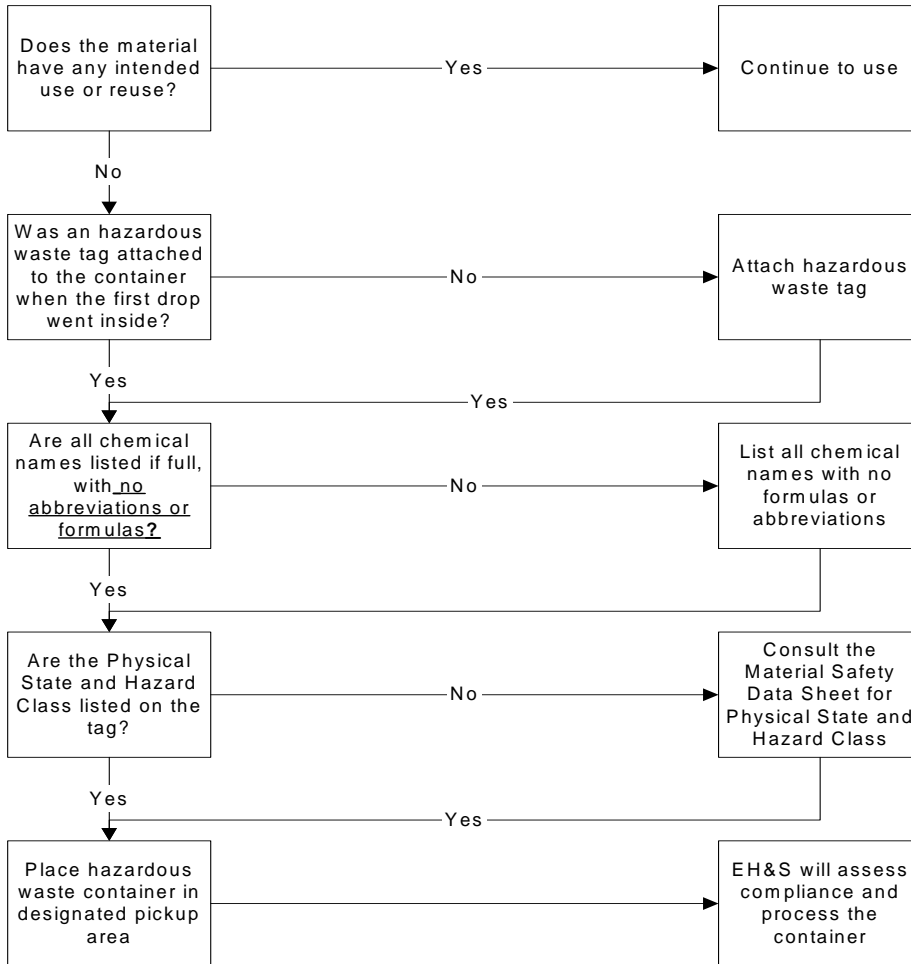 Does the material
have any intended
use or reuse?
Yes
Continue to use
No
Was an hazardous
waste tag attached
to the container
when the first drop
went inside?
No
Attach hazardous
waste tag
Yes
Yes
Are all chemical
names listed if full,
with no
abbreviations or
formulas?
No
List all chemical
names with no
formulas or
abbreviations
Yes
Are the Physical
State and Hazard
Class listed on the
tag?
No
Consult the
Material Safety
Data Sheet for
Physical State and
Hazard Class
Yes
Yes
Place hazardous
waste container in
designated pickup
area
EH&S will assess
compliance and
process the
container